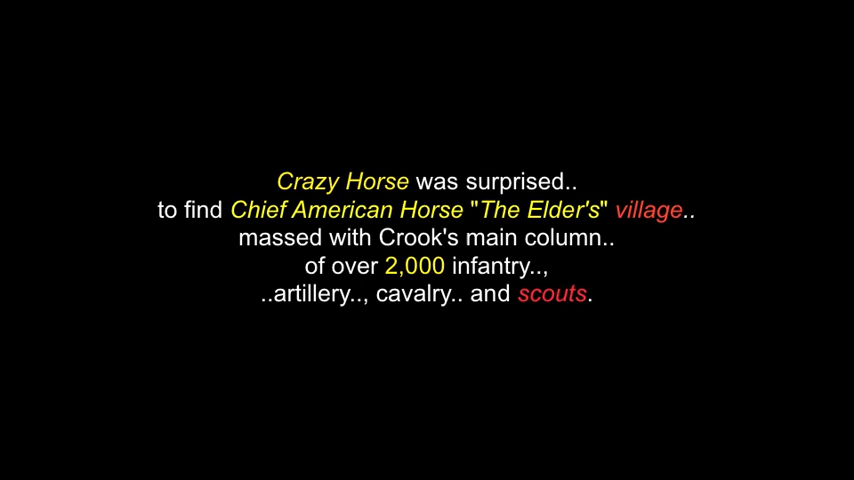 Crazy Horse was surprised..
to find Chief American Horse "The Elder's" village..
massed with Crook's main column..
of over 2,000 infantry..,
..artillery.., cavalry.. and scouts.